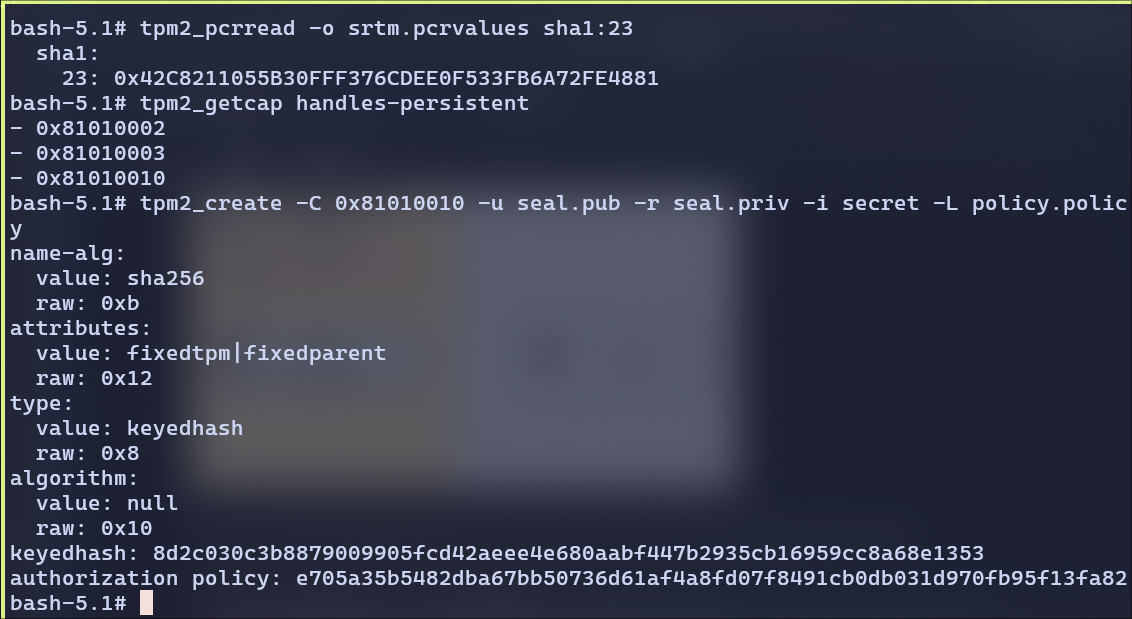 bash-5.1# tpm2_pcrread -o srtm.pcrvalues sha1:23
  sha1:
    23: 0x42C8211055B30FFF376CDEE0F533FB6A72FE4881
bash-5.1# tpm2_getcap handles-persistent
- 0x81010002
- 0x81010003
- 0x81010010
bash-5.1# tpm2_create -C 0x81010010 -u seal.pub -r seal.priv -i secret -L policy.polic
y
name-alg:
  value: sha256
  raw: 0xb
attributes:
  value: fixedtpm|fixedparent
  raw: 0x12
type:
  value: keyedhash
  raw: 0x8
algorithm:
  value: null
  raw: 0x10
keyedhash: 8d2c030c3b8879009905fcd42aeee4e680aabf447b2935cb16959cc8a68e1353
authorization policy: e705a35b5482dba67bb50736d61af4a8fd07f8491cb0db031d970fb95f13fa82
bash-5.1#